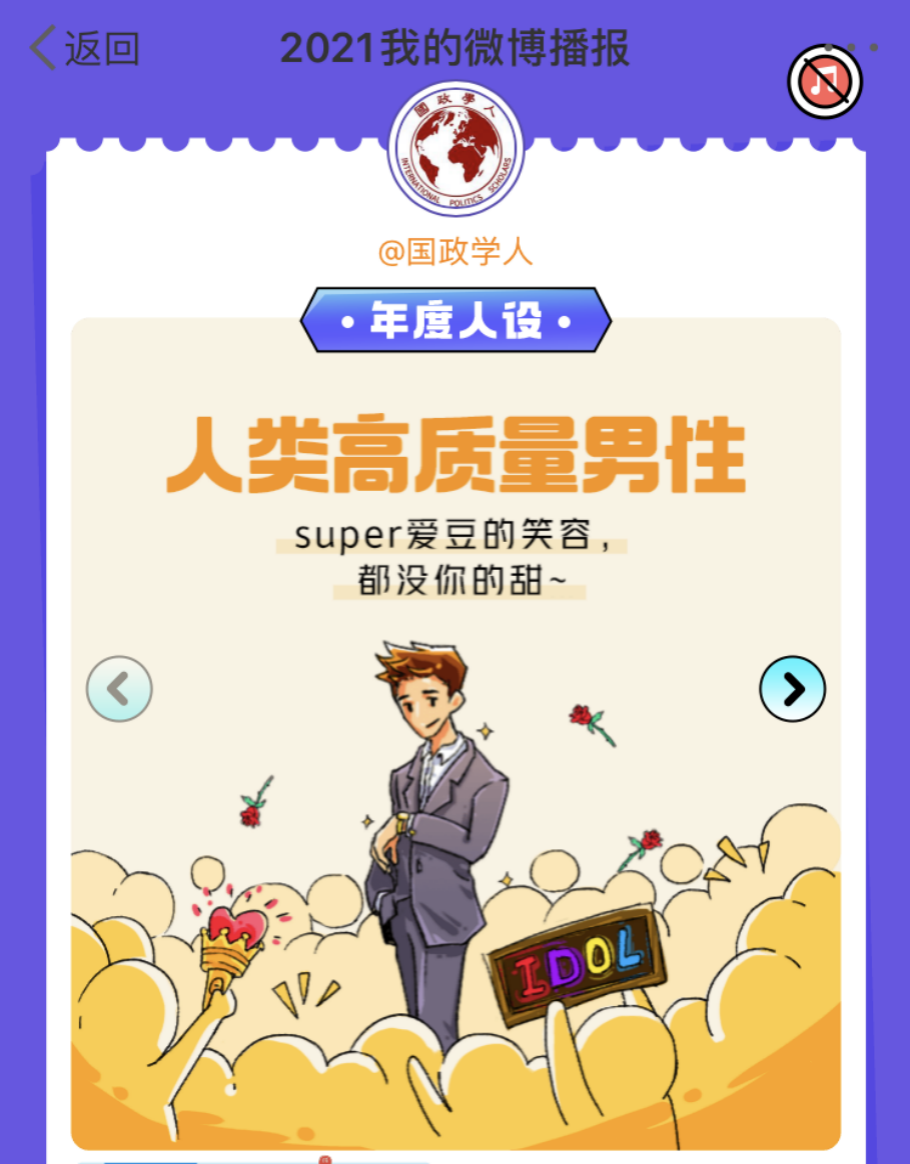 返回
2021我的微博播报
國政學人
INTERNATIONAL POLITICS SCHOLARS
@国政学人
·年度人设·
人类高质量男性
super爱豆的笑容，
都没你的甜~
IDOL